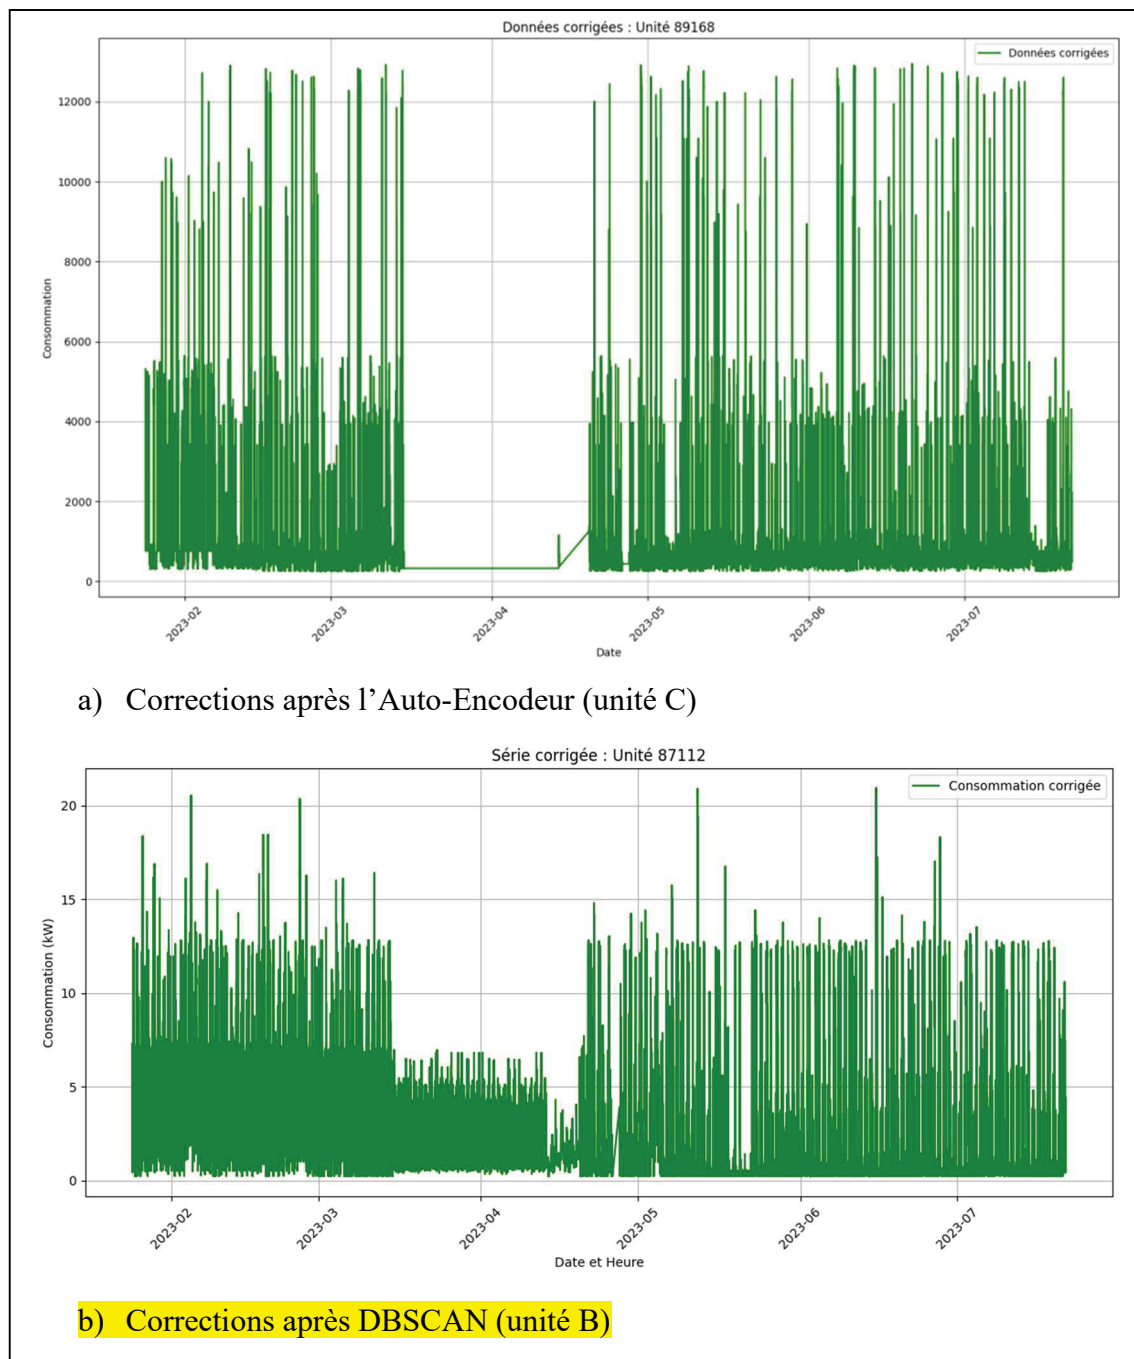 Données corrigées : Unité 89168
Données corrigées
12000
10000
8000
6000
4000
2000
0
Consommation
2023-02
2023-03
2023-04
2023-05
2023-06
2023-07
Date
a) Corrections après l’Auto-Encodeur (unité C)
Série corrigée : Unité 87112
Consommation corrigée
20
15
10
5
0
Consommation (kW)
2023-02
2023-03
2023-04
2023-05
2023-06
2023-07
Date et Heure
b) Corrections après DBSCAN (unité B)